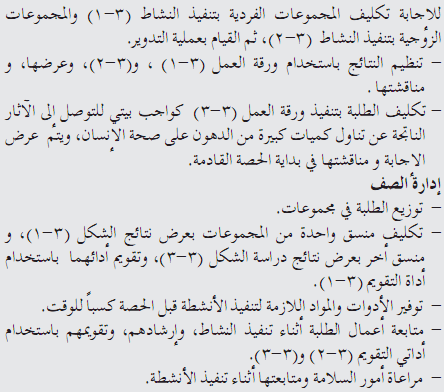 للاجابة تكليف المجموعات الفردية بتنفيذ النشاط (٣-١) والمجموعات
الزوجية بتنفيذ النشاط (٣-٢)، ثم القيام بعملية التدوير.
– تنظيم النتائج باستخدام ورقة العمل (٣-١) ، و(٣-٢)، وعرضها، و
مناقشتها.
– تكليف الطلبة بتنفيذ ورقة العمل (٣-٣) كواجب بيتي للتوصل إلى الآثار
الناتجة عن تناول كميات كبيرة من الدهون على صحة الإنسان، ويتم عرض
الاجابة و مناقشتها في بداية الحصة القادمة.
إدارة الصف
– توزيع الطلبة في مجموعات.
– تكليف منسق واحدة من المجموعات بعرض نتائج الشكل (٣-١)، و
منسق أخر بعرض نتائج دراسة الشكل (٣-٣)، وتقويم أدائهما باستخدام
أداة التقويم (٣-١).
– توفير الأدوات والمواد اللازمة لتنفيذ الأنشطة قبل الحصة كسباً للوقت.
– متابعة أعمال الطلبة أثناء تنفيذ النشاط، وإرشادهم، وتقويمهم باستخدام
أداتي التقويم (٣-٢) و(٣-٣).
– مراعاة أمور السلامة ومتابعتها أثناء تنفيذ الأنشطة.